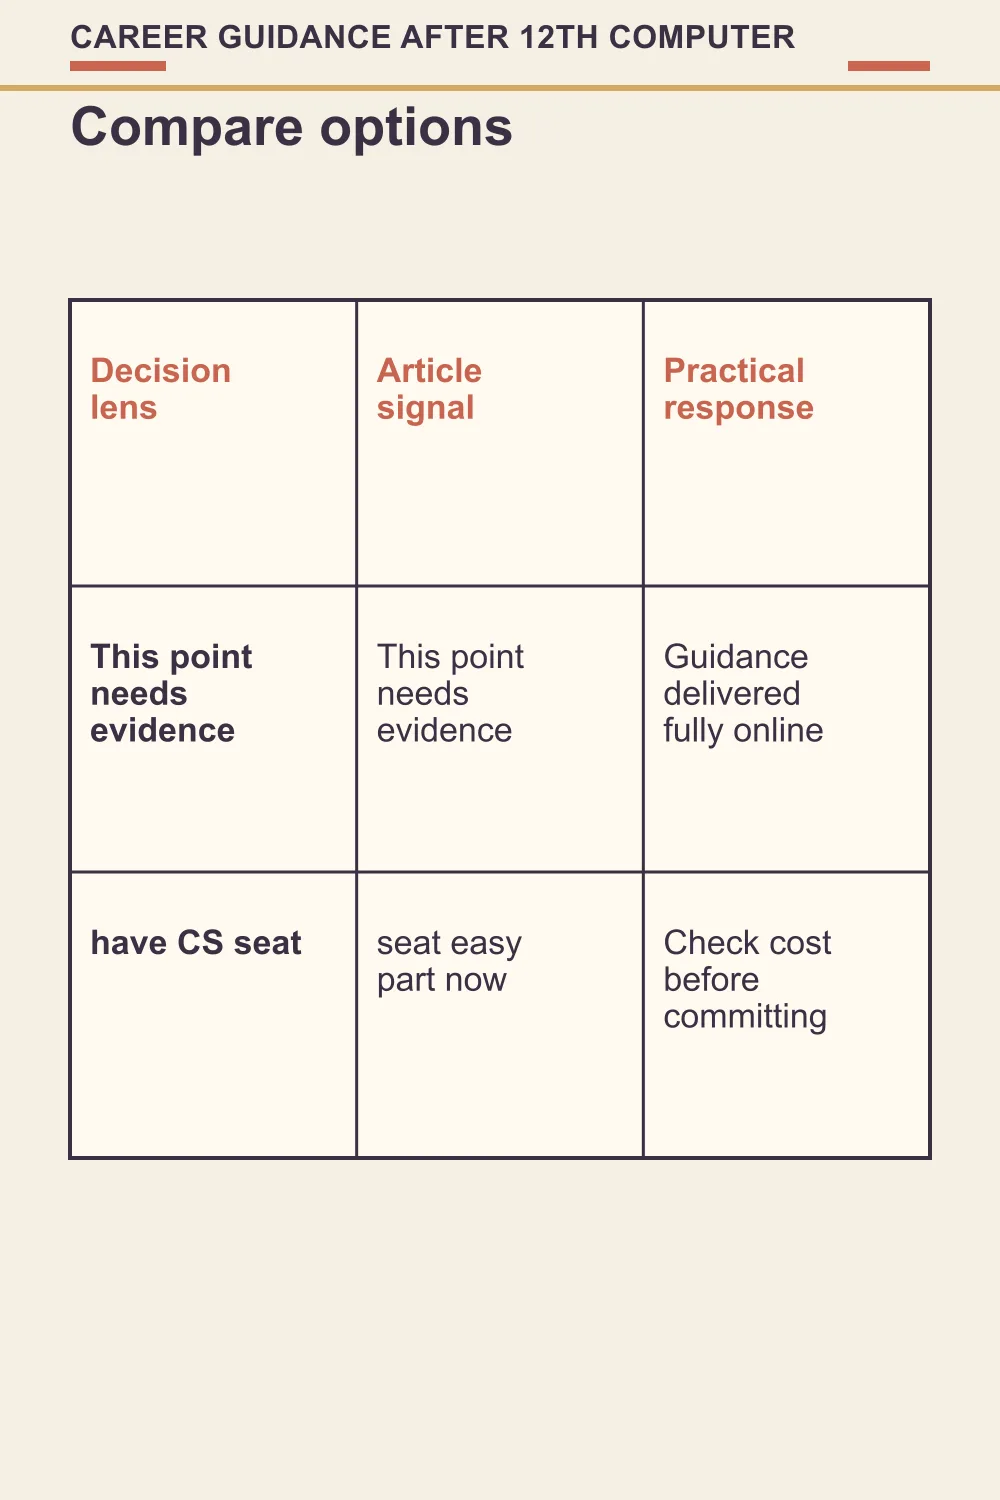 CAREER GUIDANCE AFTER 12TH COMPUTER
Compare options
Decision
lens
Article
signal
Practical
response
This point
needs
evidence
This point
needs
evidence
Guidance
delivered
fully online
have CS seat
seat easy
part now
Check cost
before
committing